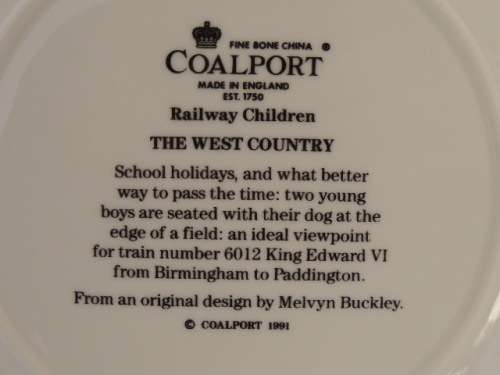 FINE BONE CHINA ®
COALPORT
MADE IN ENGLAND
EST. 1750
Railway Children
THE WEST COUNTRY
School holidays, and what better
way to pass the time: two young
boys are seated with their dog at the
edge of a field: an ideal viewpoint
for train number 6012 King Edward VI
from Birmingham to Paddington.
From an original design by Melvyn Buckley.
© COALPORT 1991